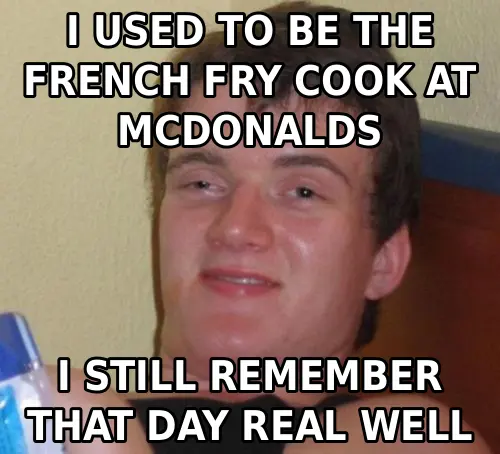 I USED TO BE THE
FRENCH FRY COOK AT
MCDONALDS
I STILL REMEMBER
THAT DAY REAL WELL